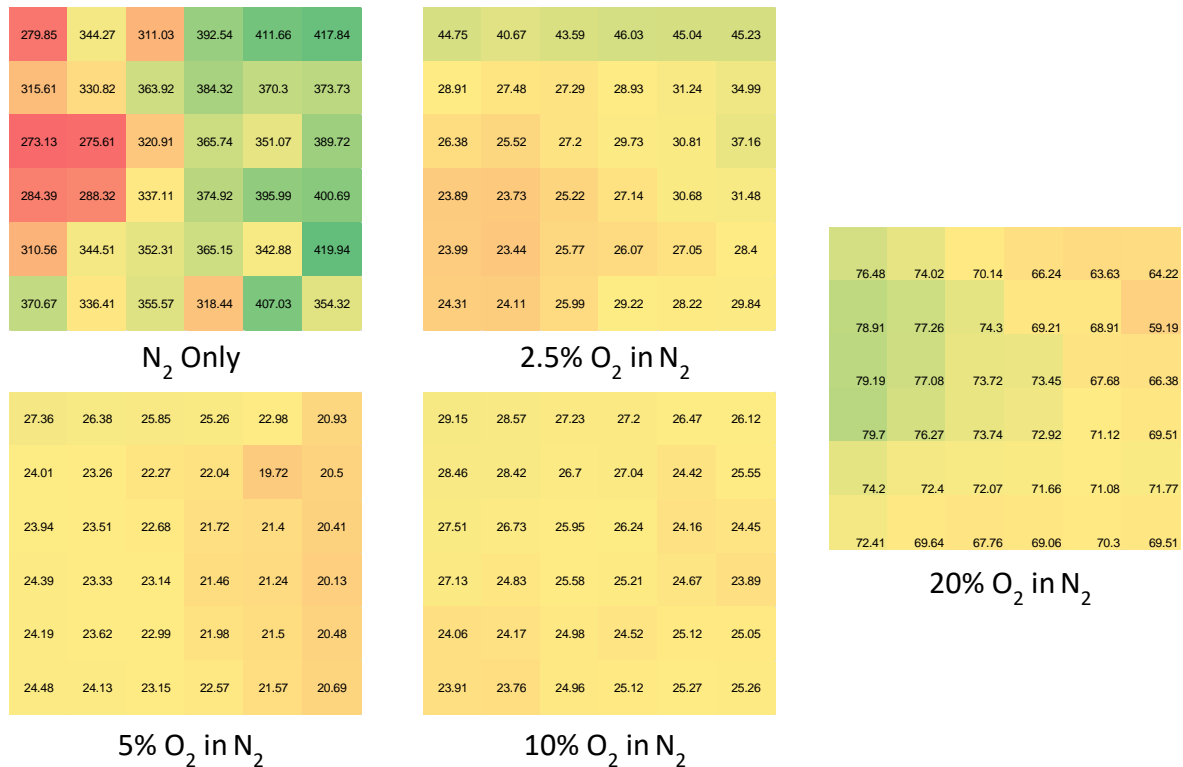 279.85 344.27 311.03 392.54 411.66 417.84
315.61 330.82 363.92 384.32 370.3 373.73
273.13 275.61 320.91 365.74 351.07 389.72
284.39 288.32 337.11 374.92 395.99 400.69
310.56 344.51 352.31 365.15 342.88 419.94
370.67 336.41 355.57 318.44 407.03 354.32
N₂ Only
44.75 40.67 43.59 46.03 45.04 45.23
28.91 27.48 27.29 28.93 31.24 34.99
26.38 25.52 27.2 29.73 30.81 37.16
23.89 23.73 25.22 27.14 30.68 31.48
23.99 23.44 25.77 26.07 27.05 28.4
24.31 24.11 25.99 29.22 28.22 29.84
2.5% O₂ in N₂
27.36 26.38 25.85 25.26 22.98 20.93
24.01 23.26 22.27 22.04 19.72 20.5
23.94 23.51 22.68 21.72 21.4 20.41
24.39 23.33 23.14 21.46 21.24 20.13
24.19 23.62 22.99 21.98 21.5 20.48
24.48 24.13 23.15 22.57 21.57 20.69
5% O₂ in N₂
29.15 28.57 27.23 27.2 26.47 26.12
28.46 28.42 26.7 27.04 24.42 25.55
27.51 26.73 25.95 26.24 24.16 24.45
27.13 24.83 25.58 25.21 24.67 23.89
24.06 24.17 24.98 24.52 25.12 25.05
23.91 23.76 24.96 25.12 25.27 25.26
10% O₂ in N₂
76.48 74.02 70.14 66.24 63.63 64.22
78.91 77.26 74.3 69.21 68.91 59.19
79.19 77.08 73.72 73.45 67.68 66.38
79.7 76.27 73.74 72.92 71.12 69.51
74.2 72.4 72.07 71.66 71.08 71.77
72.41 69.64 67.76 69.06 70.3 69.51
20% O₂ in N₂